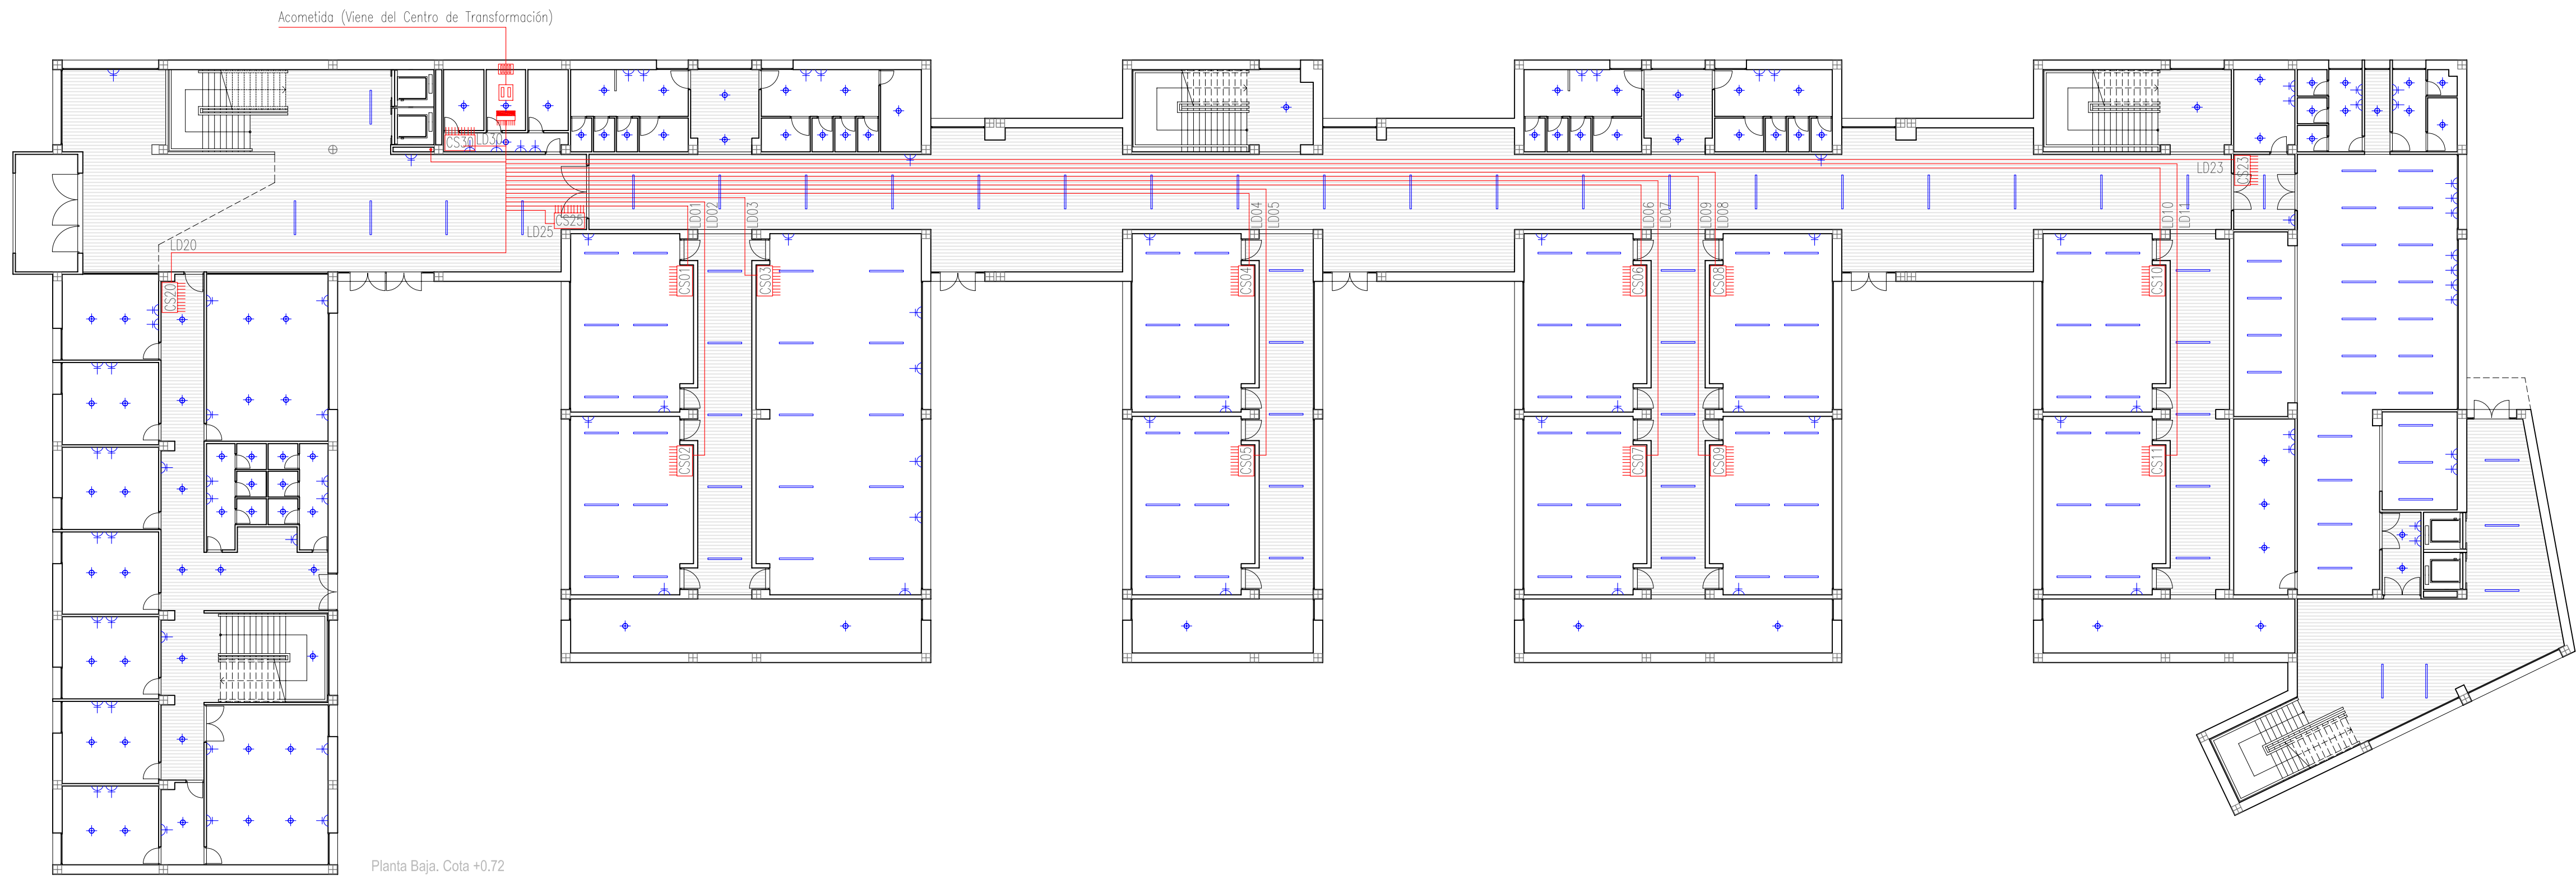 Acometida (Viene del Centro de Transformación)
CS30
LD30
LD23
CS23
CS25
LD25
LD20
LD01
LD02
LD03
LD04
LD05
LD06
LD07
LD09
LD08
LD10
LD11
CS20
CS01
CS03
CS04
CS06
CS08
CS10
CS02
CS05
CS07
CS09
CS11
Planta Baja. Cota +0.72